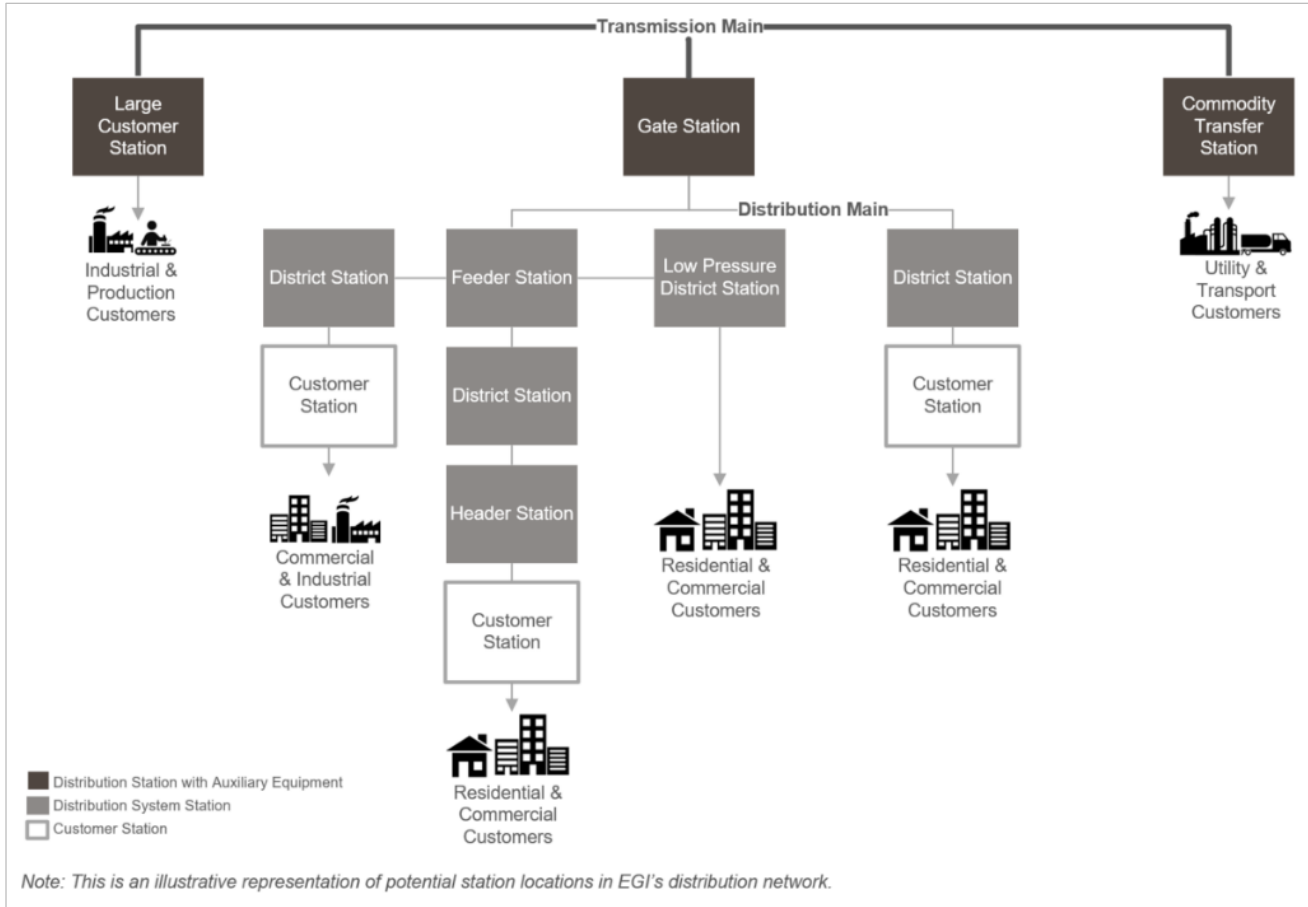 Transmission Main
Large
Customer
Station
Gate Station
Commodity
Transfer
Station
Industrial &
Production
Customers
Distribution Main
Utility &
Transport
Customers
District Station
Feeder Station
Low Pressure
District Station
District Station
Customer
Station
District Station
Customer
Station
Header Station
Commercial
& Industrial
Customers
Residential &
Commercial
Customers
Residential &
Commercial
Customers
Customer
Station
Residential &
Commercial
Customers
Distribution Station with Auxiliary Equipment
Distribution System Station
Customer Station
Note: This is an illustrative representation of potential station locations in EGI's distribution network.